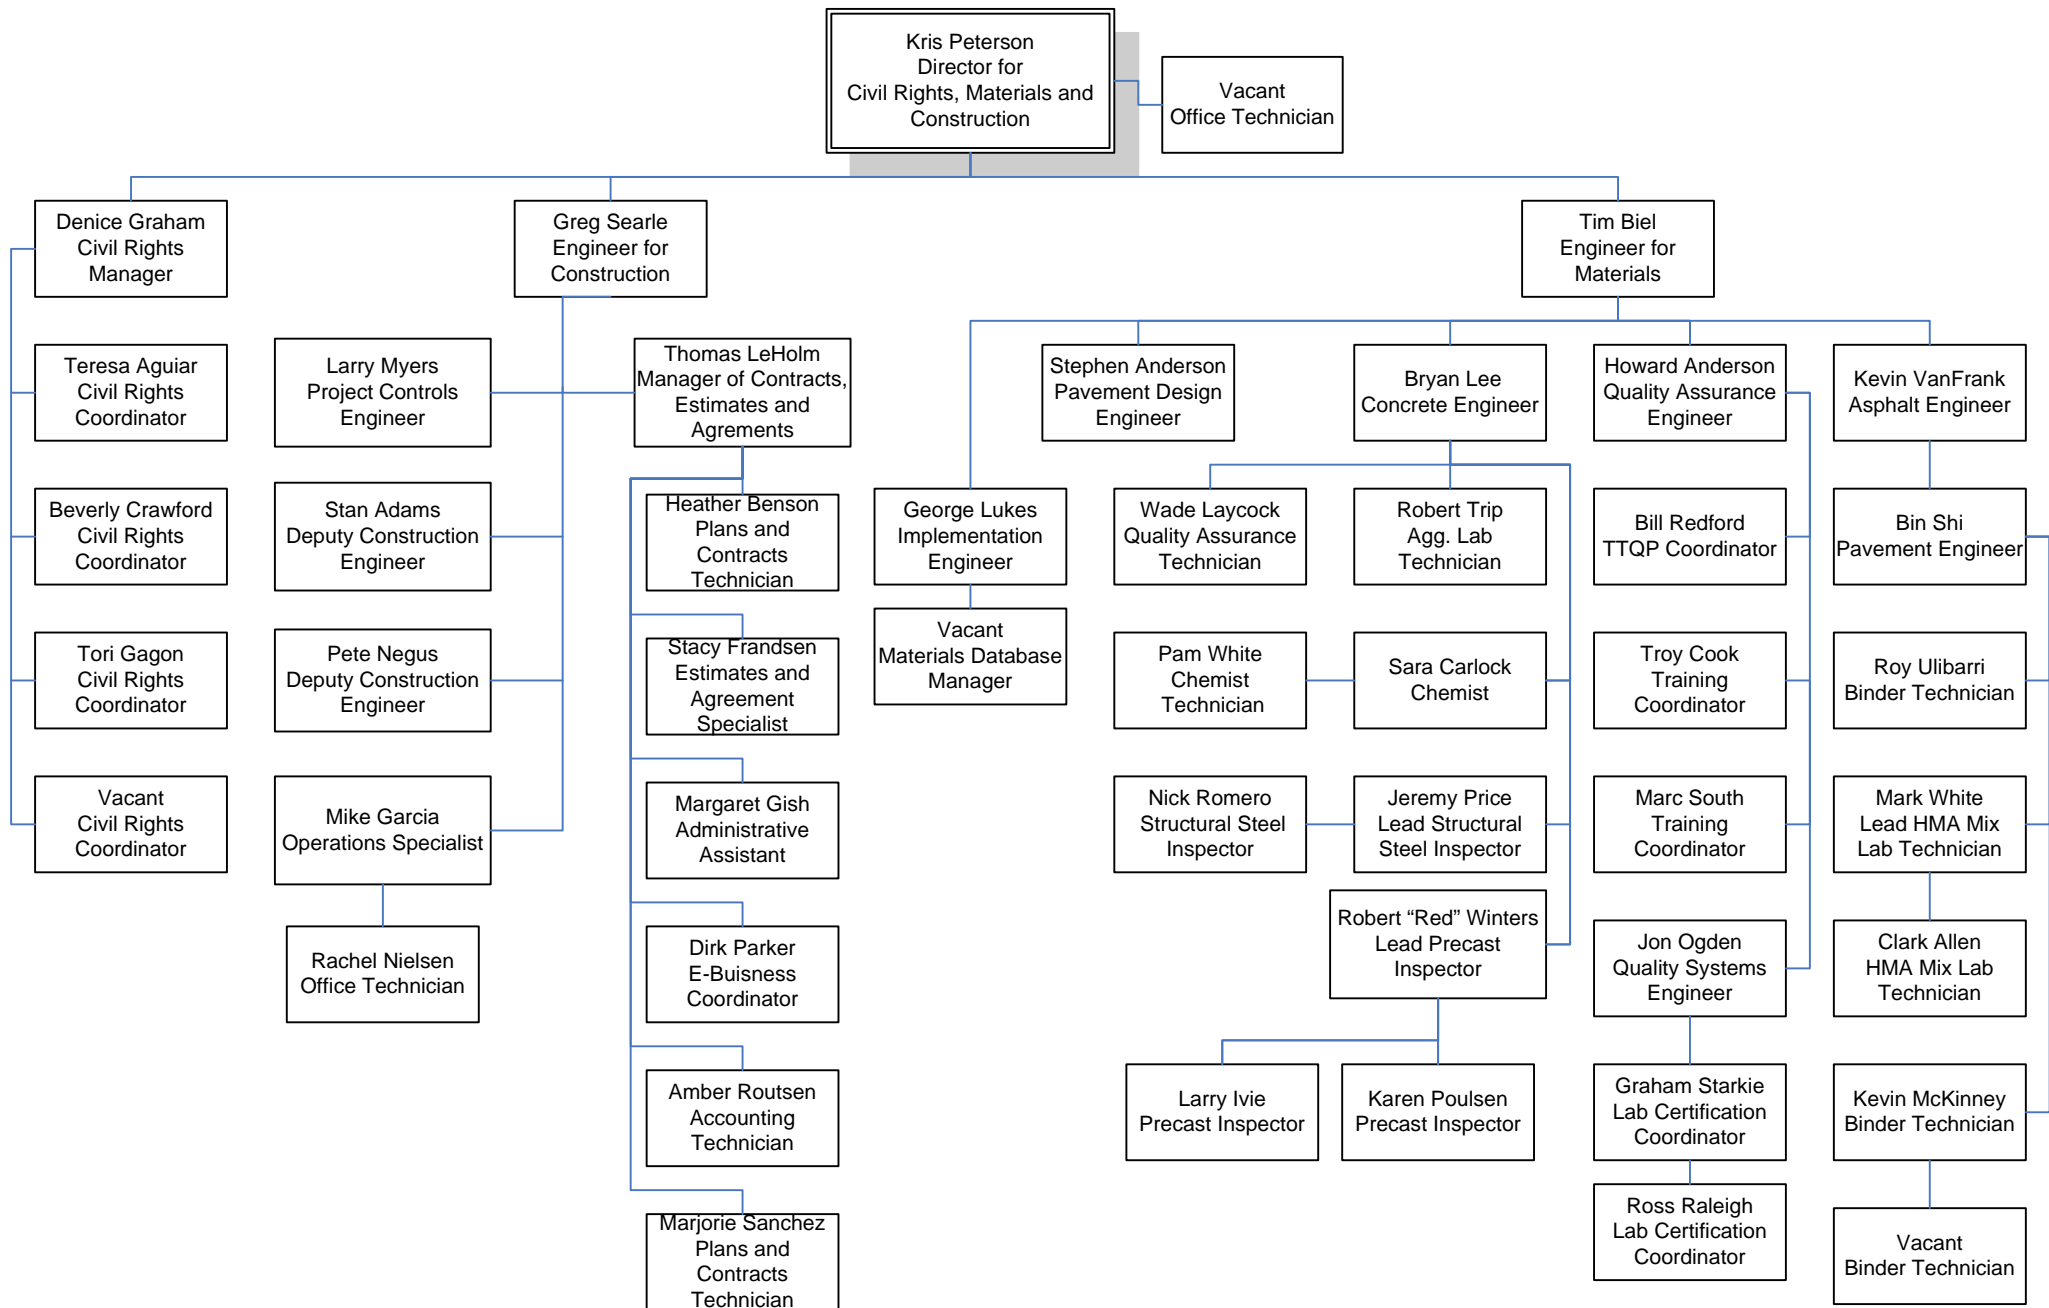 Kris Peterson
Director for
Civil Rights, Materials and
Construction
Vacant
Office Technician
Denice Graham
Civil Rights
Manager
Greg Searle
Engineer for
Construction
Tim Biel
Engineer for
Materials
Teresa Aguiar
Civil Rights
Coordinator
Larry Myers
Project Controls
Engineer
Thomas LeHolm
Manager of Contracts,
Estimates and
Agrements
Stephen Anderson
Pavement Design
Engineer
Bryan Lee
Concrete Engineer
Howard Anderson
Quality Assurance
Engineer
Kevin VanFrank
Asphalt Engineer
Beverly Crawford
Civil Rights
Coordinator
Stan Adams
Deputy Construction
Engineer
Heather Benson
Plans and
Contracts
Technician
George Lukes
Implementation
Engineer
Wade Laycock
Quality Assurance
Technician
Robert Trip
Agg. Lab
Technician
Bill Redford
TTQP Coordinator
Bin Shi
Pavement Engineer
Tori Gagon
Civil Rights
Coordinator
Pete Negus
Deputy Construction
Engineer
Stacy Frandsen
Estimates and
Agreement
Specialist
Vacant
Materials Database
Manager
Pam White
Chemist
Technician
Sara Carlock
Chemist
Troy Cook
Training
Coordinator
Roy Ulibarri
Binder Technician
Vacant
Civil Rights
Coordinator
Mike Garcia
Operations Specialist
Margaret Gish
Administrative
Assistant
Nick Romero
Structural Steel
Inspector
Jeremy Price
Lead Structural
Steel Inspector
Marc South
Training
Coordinator
Mark White
Lead HMA Mix
Lab Technician
Rachel Nielsen
Office Technician
Dirk Parker
E-Buisness
Coordinator
Robert “Red” Winters
Lead Precast
Inspector
Jon Ogden
Quality Systems
Engineer
Clark Allen
HMA Mix Lab
Technician
Amber Routsen
Accounting
Technician
Larry Ivie
Precast Inspector
Karen Poulsen
Precast Inspector
Graham Starkie
Lab Certification
Coordinator
Kevin McKinney
Binder Technician
Marjorie Sanchez
Plans and
Contracts
Technician
Ross Raleigh
Lab Certification
Coordinator
Vacant
Binder Technician